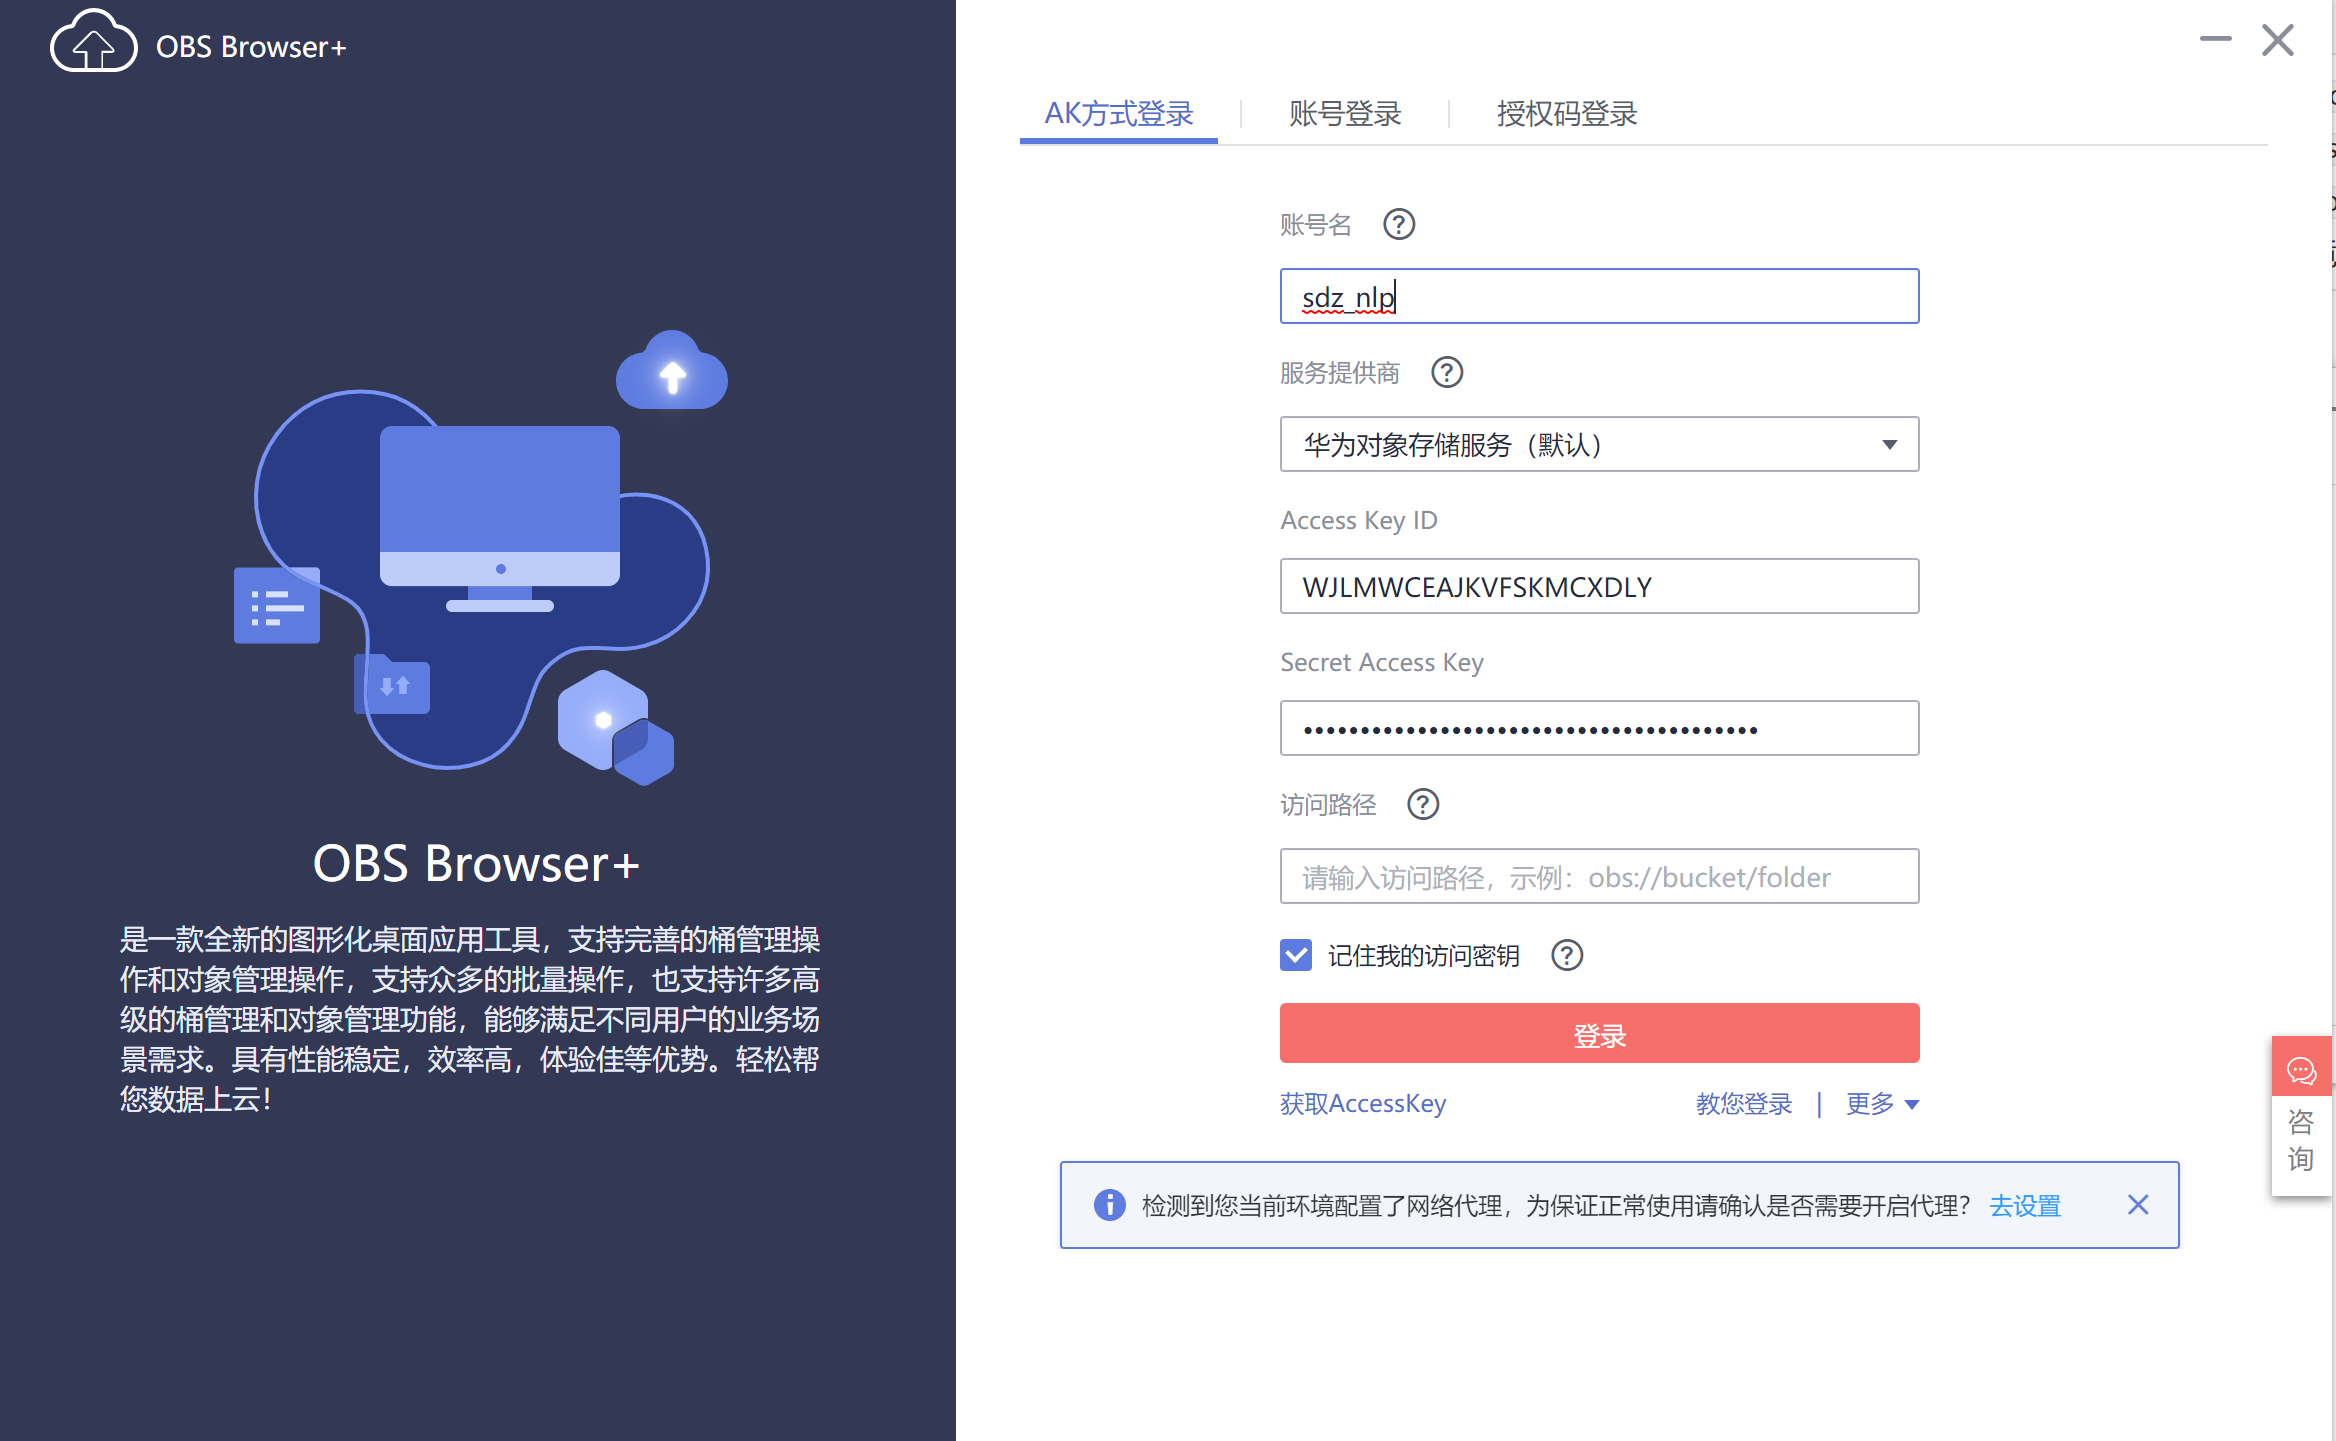 OBS Browser+
AK方式登录
账号登录
授权码登录
账号名
sdz_nlp
服务提供商
华为对象存储服务（默认）
Access Key ID
WJLMWCEAJKVFSKMCXDLY
Secret Access Key
访问路径
请输入访问路径，示例：obs://bucket/folder
记住我的访问密钥
登录
获取AccessKey
教您登录
更多
检测到您当前环境配置了网络代理，为保证正常使用请确认是否需要开启代理？ 去设置
咨
询
OBS Browser+
是一款全新的图形化桌面应用工具，支持完善的桶管理操
作和对象管理操作，支持众多的批量操作，也支持许多高
级的桶管理和对象管理功能，能够满足不同用户的业务场
景需求。具有性能稳定，效率高，体验佳等优势。轻松帮
您数据上云！